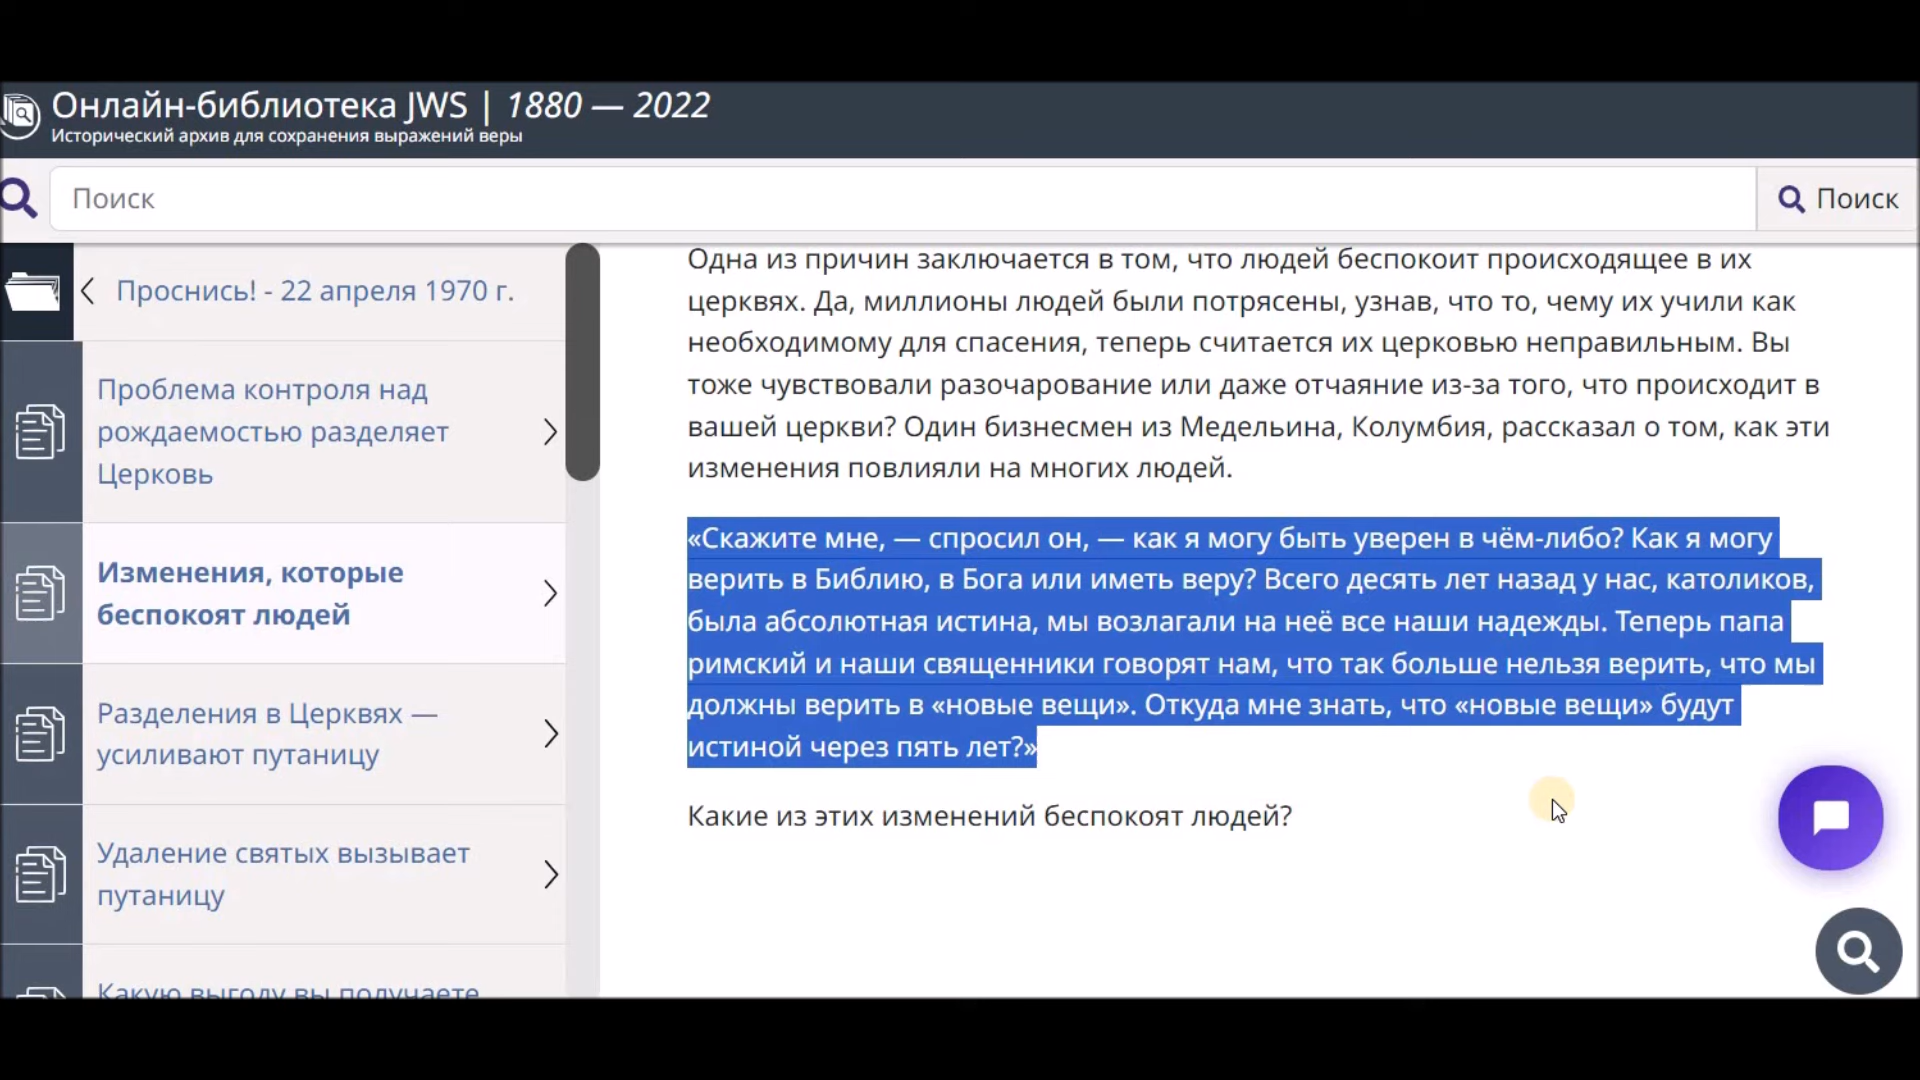 Онлайн-библиотека JWS | 1880 — 2022
Исторический архив для сохранения выражений веры
Поиск
Поиск
Проснись! - 22 апреля 1970 г.
Проблема контроля над
рождаемостью разделяет
Церковь
Изменения, которые
беспокоят людей
Разделения в Церквях —
усиливают путаницу
Удаление святых вызывает
путаницу
Какую выгоду вы получаете
Одна из причин заключается в том, что людей беспокоит происходящее в их
церквях. Да, миллионы людей были потрясены, узнав, что то, чему их учили как
необходимому для спасения, теперь считается их церковью неправильным. Вы
тоже чувствовали разочарование или даже отчаяние из-за того, что происходит в
вашей церкви? Один бизнесмен из Медельина, Колумбия, рассказал о том, как эти
изменения повлияли на многих людей.
«Скажите мне, — спросил он, — как я могу быть уверен в чём-либо? Как я могу
верить в Библию, в Бога или иметь веру? Всего десять лет назад у нас, католиков,
была абсолютная истина, мы возлагали на неё все наши надежды. Теперь папа
римский и наши священники говорят нам, что так больше нельзя верить, что мы
должны верить в «новые вещи». Откуда мне знать, что «новые вещи» будут
истиной через пять лет?»
Какие из этих изменений беспокоят людей?